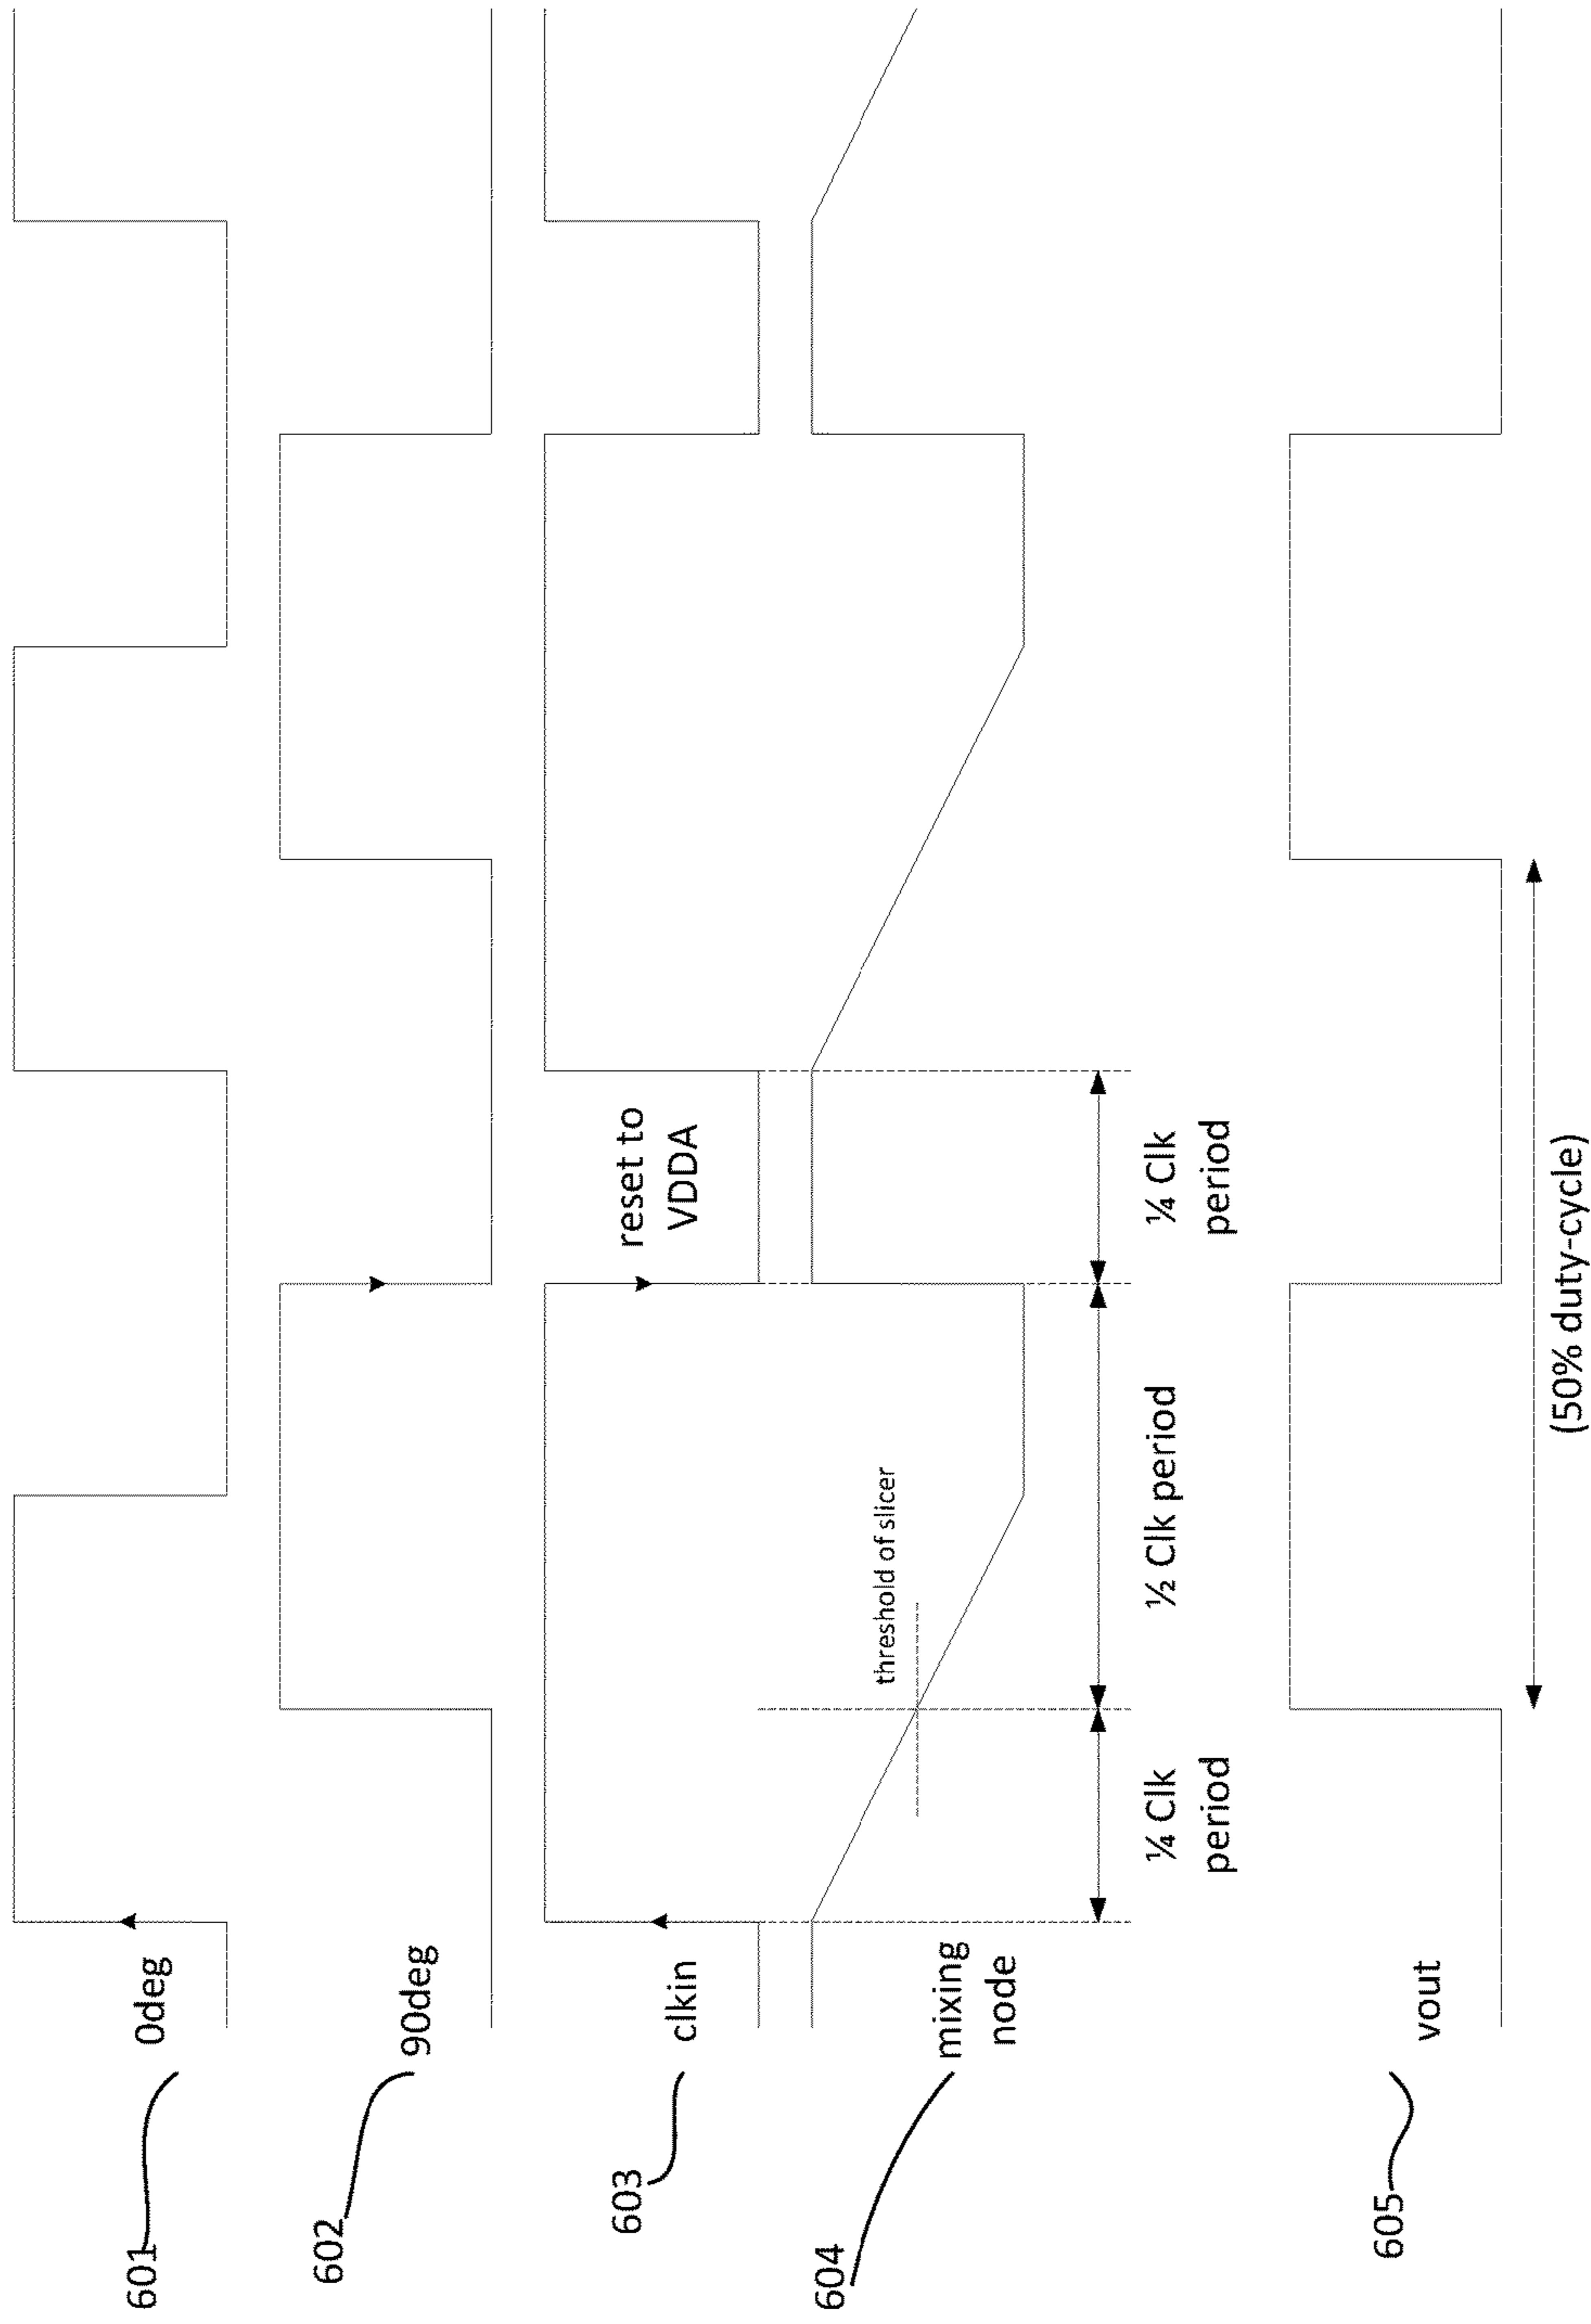 601
0deg
602
90deg
603
clkin
reset to
VDDA
604
mixing
node
threshold of slicer
¼ Clk
period
½ Clk period
¼ Clk
period
605
vout
(50% duty-cycle)